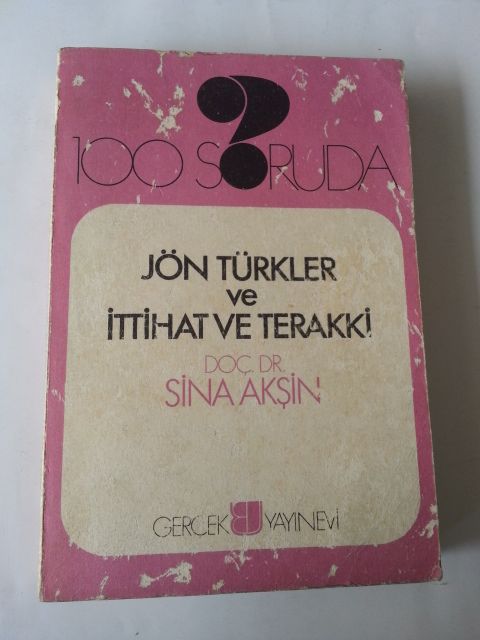 100 SORUDA
JÖN TÜRKLER
ve
İTTİHAT VE TERAKKİ
DOÇ. DR.
SİNA AKŞİN
GERÇEK YAYINEVİ